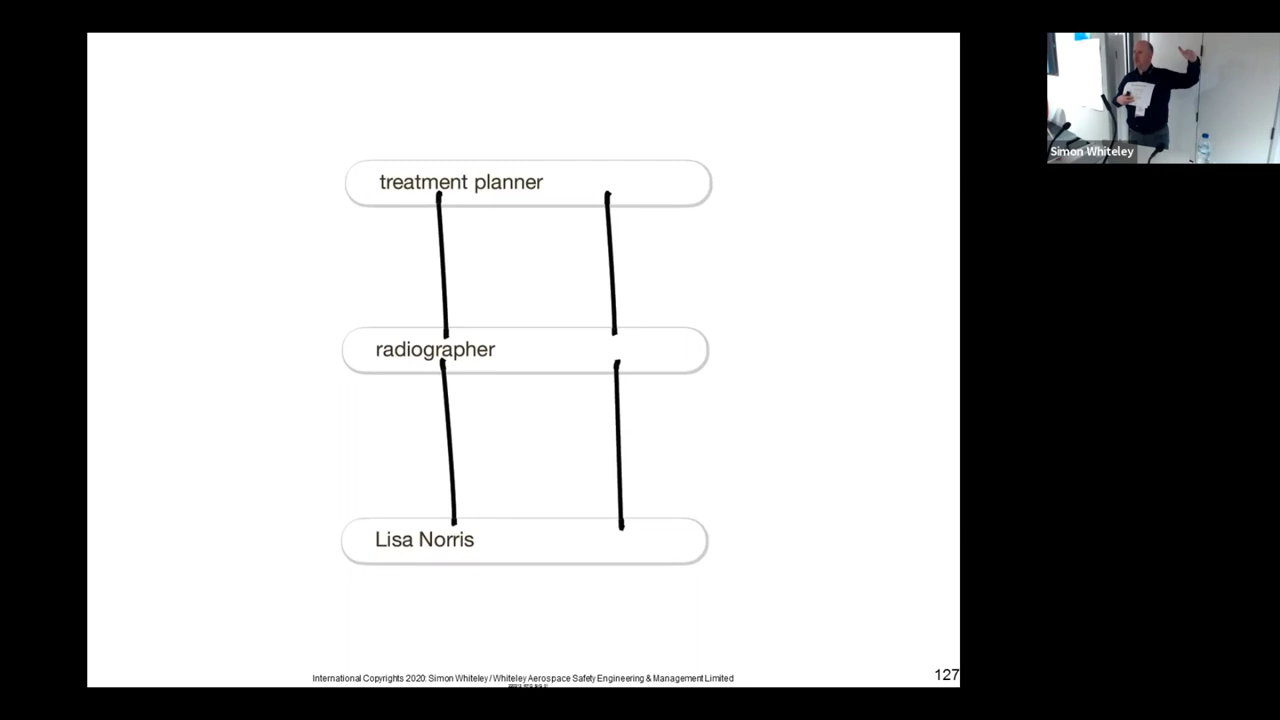 treatment planner
Simon Whiteley
radiographer
Lisa Norris
International Copyrights 2020: Simon Whiteley / Whiteley Aerospace Safety Engineering & Management Limited
127